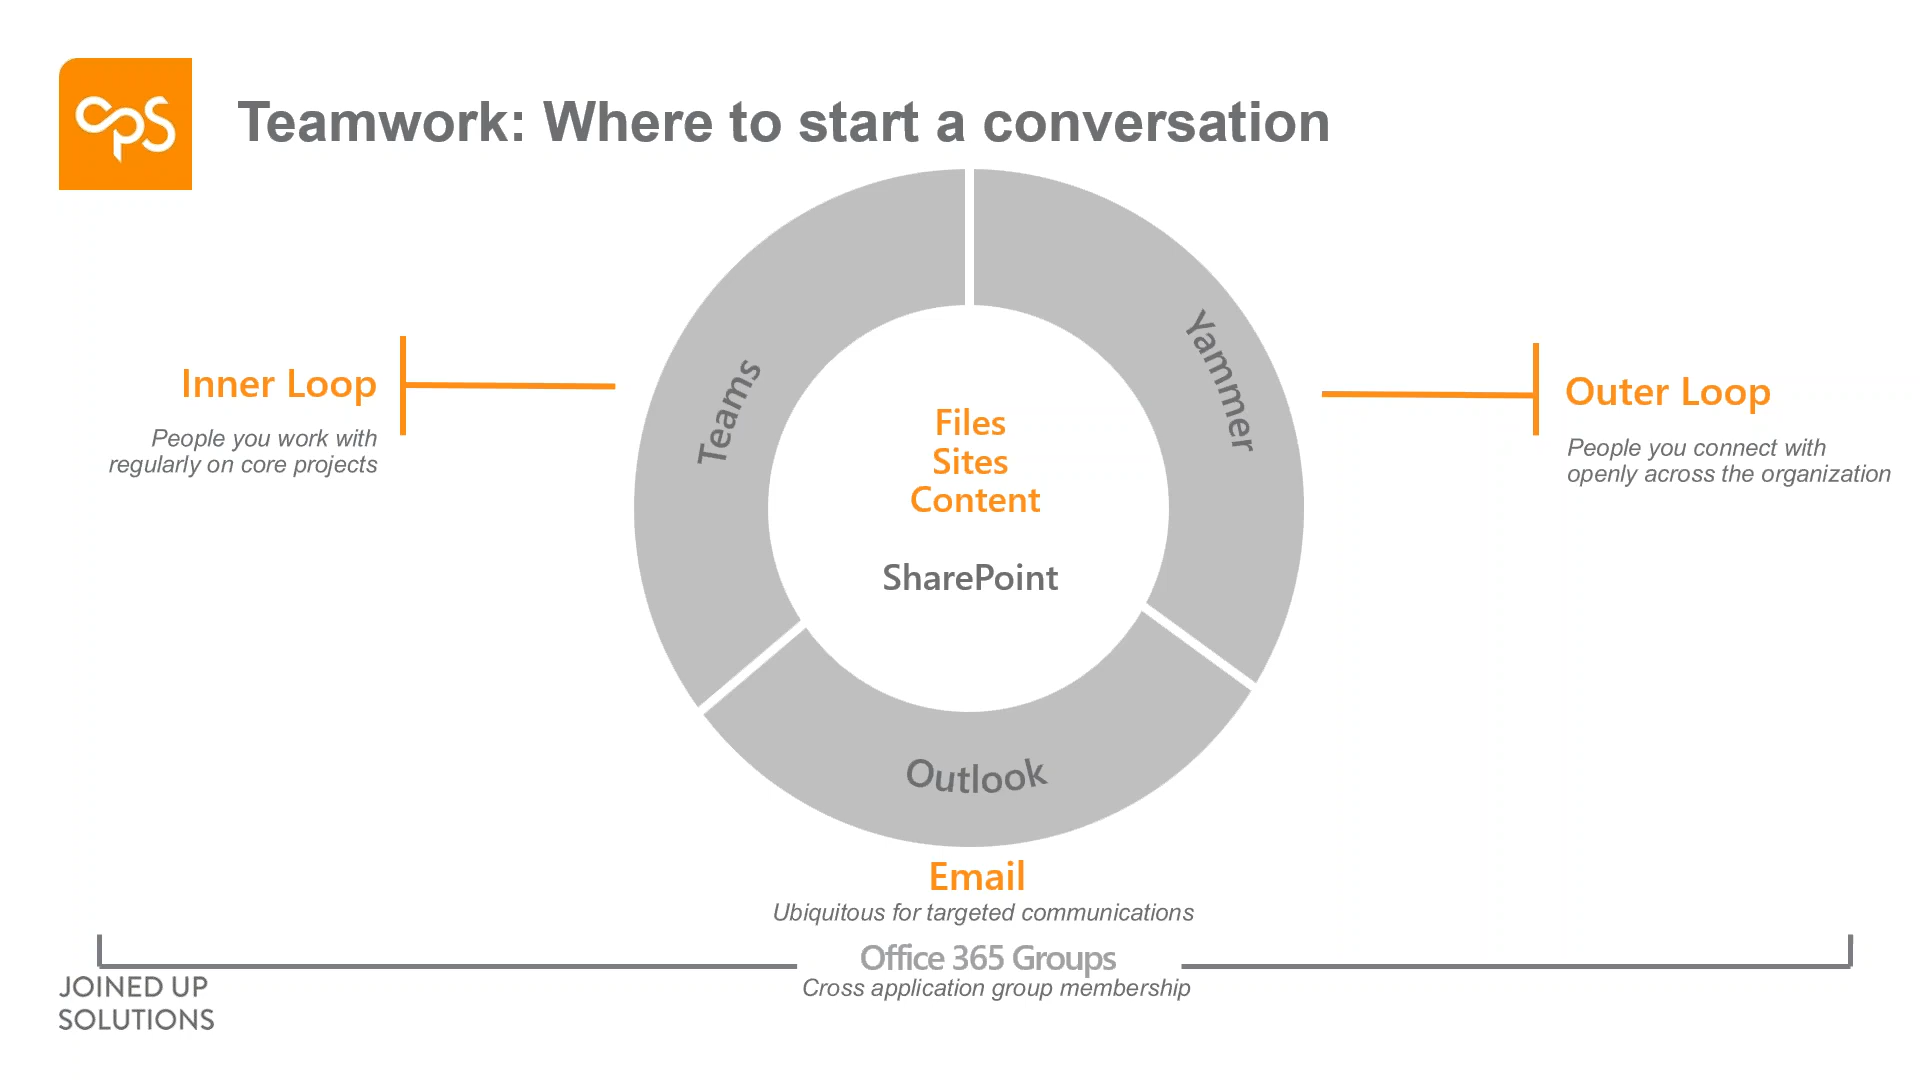 cps
Teamwork: Where to start a conversation
Inner Loop
People you work with
regularly on core projects
Teams
Yammer
Outlook
Files
Sites
Content
SharePoint
Outer Loop
People you connect with
openly across the organization
Email
Ubiquitous for targeted communications
Office 365 Groups
Cross application group membership
JOINED UP
SOLUTIONS